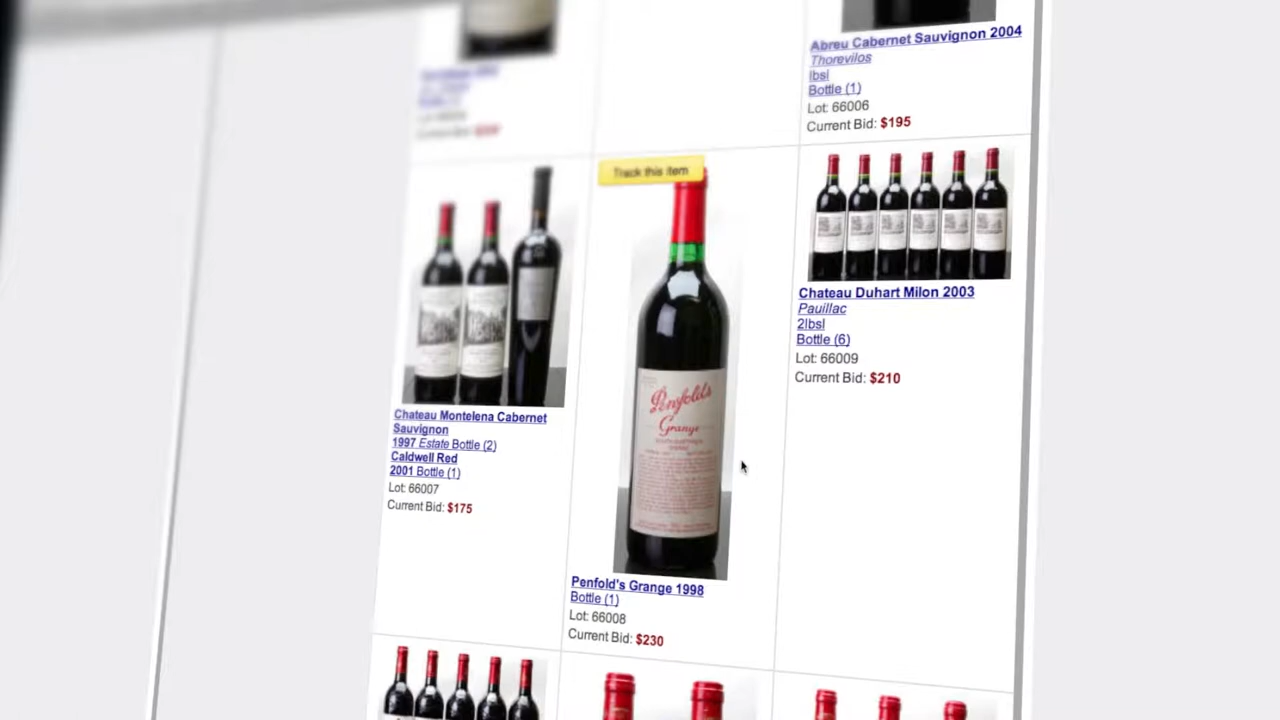 Abreu Cabernet Sauvignon 2004
Thorevilos
lbsl
Bottle (1)
Lot: 66006
Current Bid: $195
Track this item
Chateau Montelena Cabernet
Sauvignon
1997 Estate Bottle (2)
Caldwell Red
2001 Bottle (1)
Lot: 66007
Current Bid: $175
Penfolds
Grange
Penfold's Grange 1998
Bottle (1)
Lot: 66008
Current Bid: $230
Chateau Duhart Milon 2003
Pauillac
2lbsl
Bottle (6)
Lot: 66009
Current Bid: $210